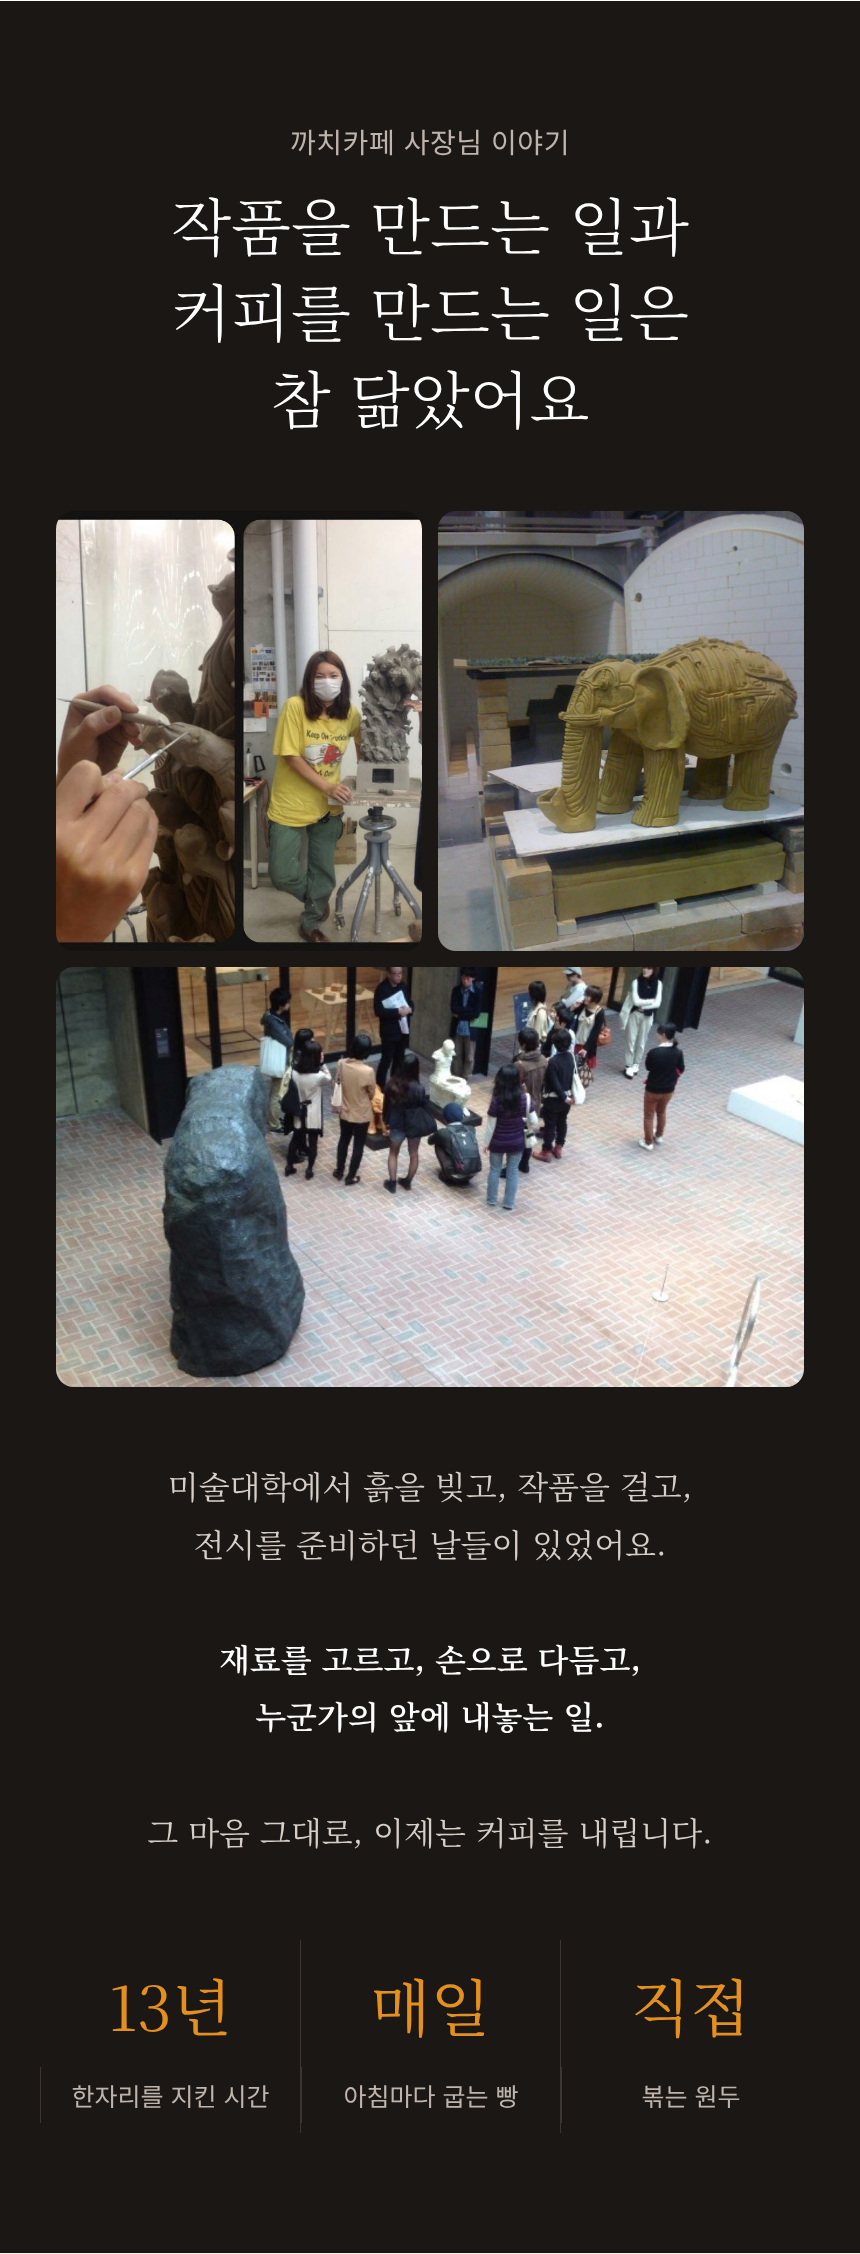 까치카페 사장님 이야기
작품을 만드는 일과
커피를 만드는 일은
참 닮았어요
Keep On
미술대학에서 흙을 빚고, 작품을 걸고,
전시를 준비하던 날들이 있었어요.
재료를 고르고, 손으로 다듬고,
누군가의 앞에 내놓는 일.
그 마음 그대로, 이제는 커피를 내립니다.
13년
매일
직접
한자리를 지킨 시간
아침마다 굽는 빵
볶는 원두